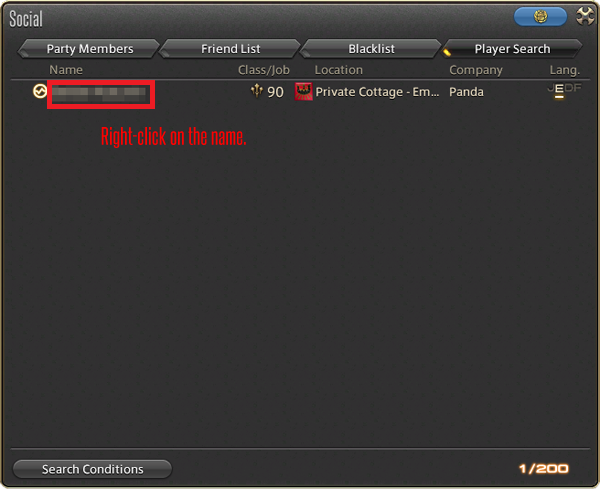 Social
Party Members Friend List Blacklist Player Search
Name Class/Job Location Company Lang.
90 Private Cottage - Em... Panda JEDF
Right-click on the name.
Search Conditions 1/200